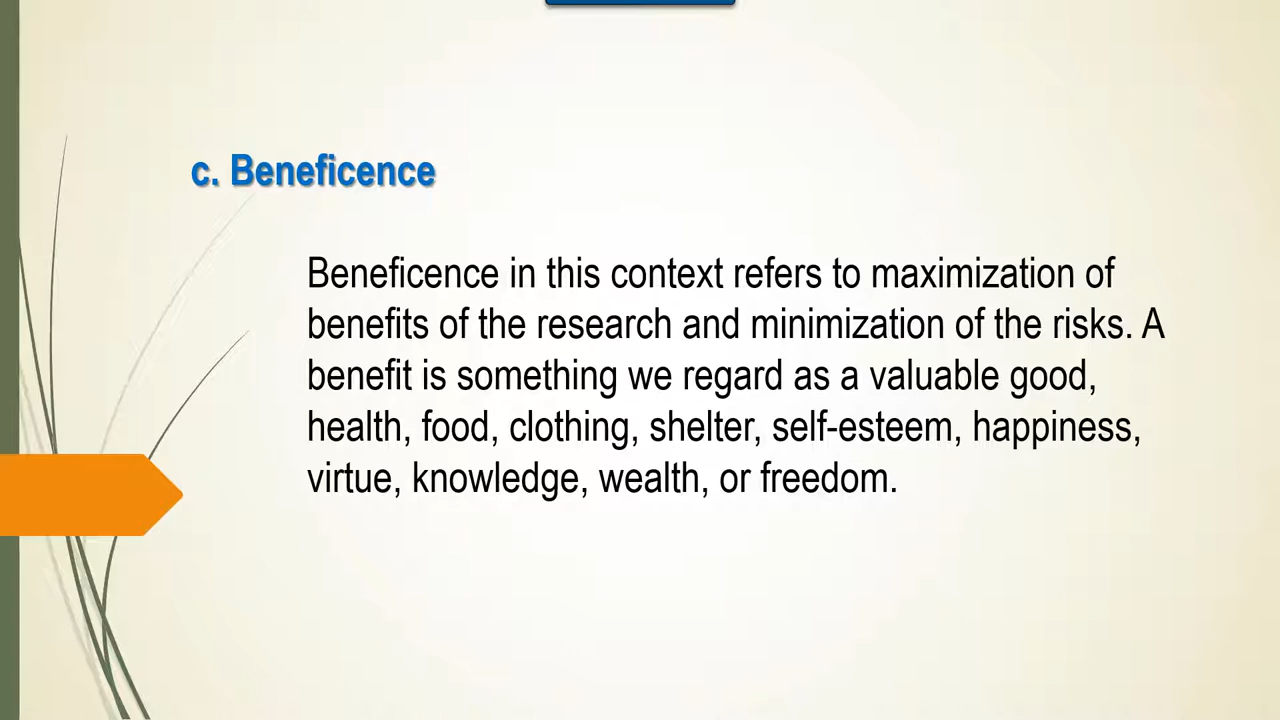 c. Beneficence
Beneficence in this context refers to maximization of
benefits of the research and minimization of the risks. A
benefit is something we regard as a valuable good,
health, food, clothing, shelter, self-esteem, happiness,
virtue, knowledge, wealth, or freedom.